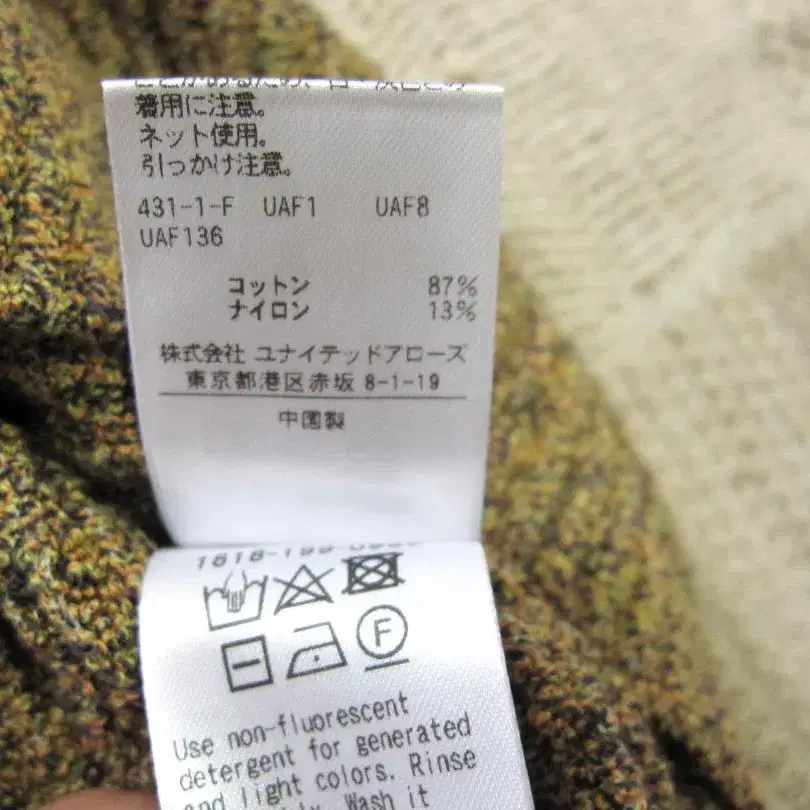 着用に注意。
ネット使用。
引っかけ注意。
431-1-F UAF1 UAF8
UAF136
コットン 87%
ナイロン 13%
株式会社 ユナイテッドアローズ
東京都港区赤坂 8-1-19
中国製
F
Use non-fluorescent
detergent for generated
and light colors. Rinse
Wash it